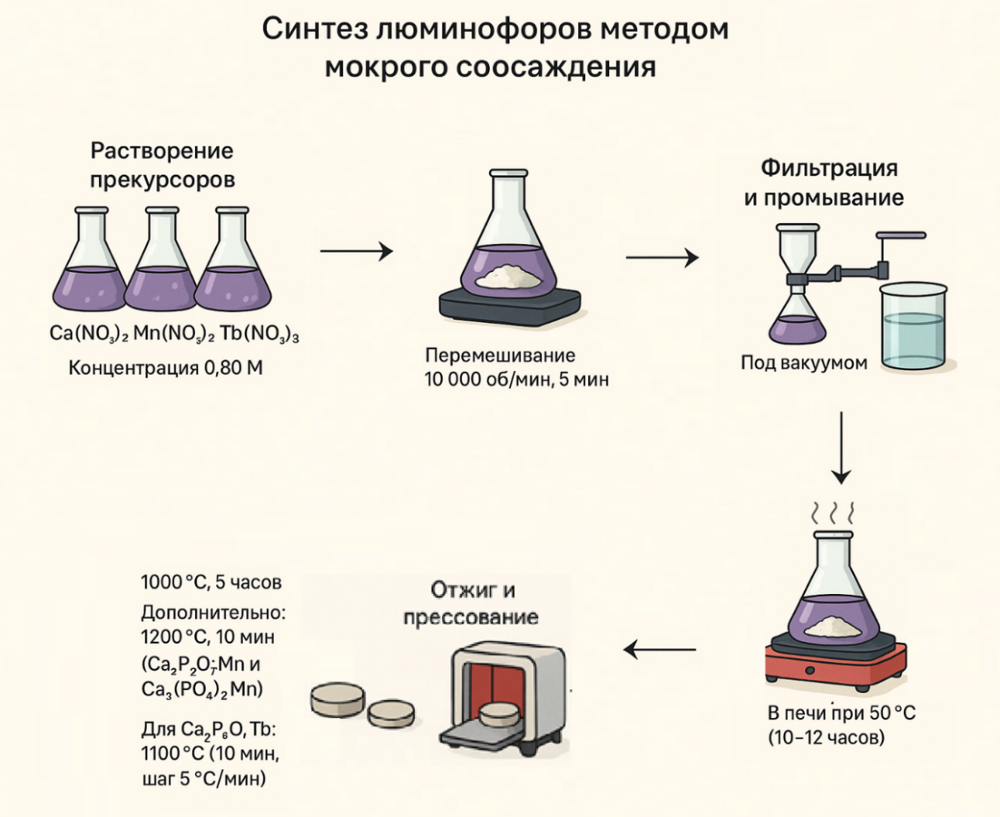 Синтез люминофоров методом
мокрого соосаждения
Растворение
прекурсоров
Ca(NO₃)₂ Mn(NO₃)₂ Tb(NO₃)₃
Концентрация 0,80 М
Перемешивание
10 000 об/мин, 5 мин
Фильтрация
и промывание
Под вакуумом
В печи при 50 °C
(10–12 часов)
Отжиг и
прессование
1000 °C, 5 часов
Дополнительно:
1200 °C, 10 мин
(Ca₂P₂O₇:Mn и
Ca₃(PO₄)₂ Mn)
Для Ca₂P₆O, Tb:
1100 °C (10 мин,
шаг 5 °C/мин)